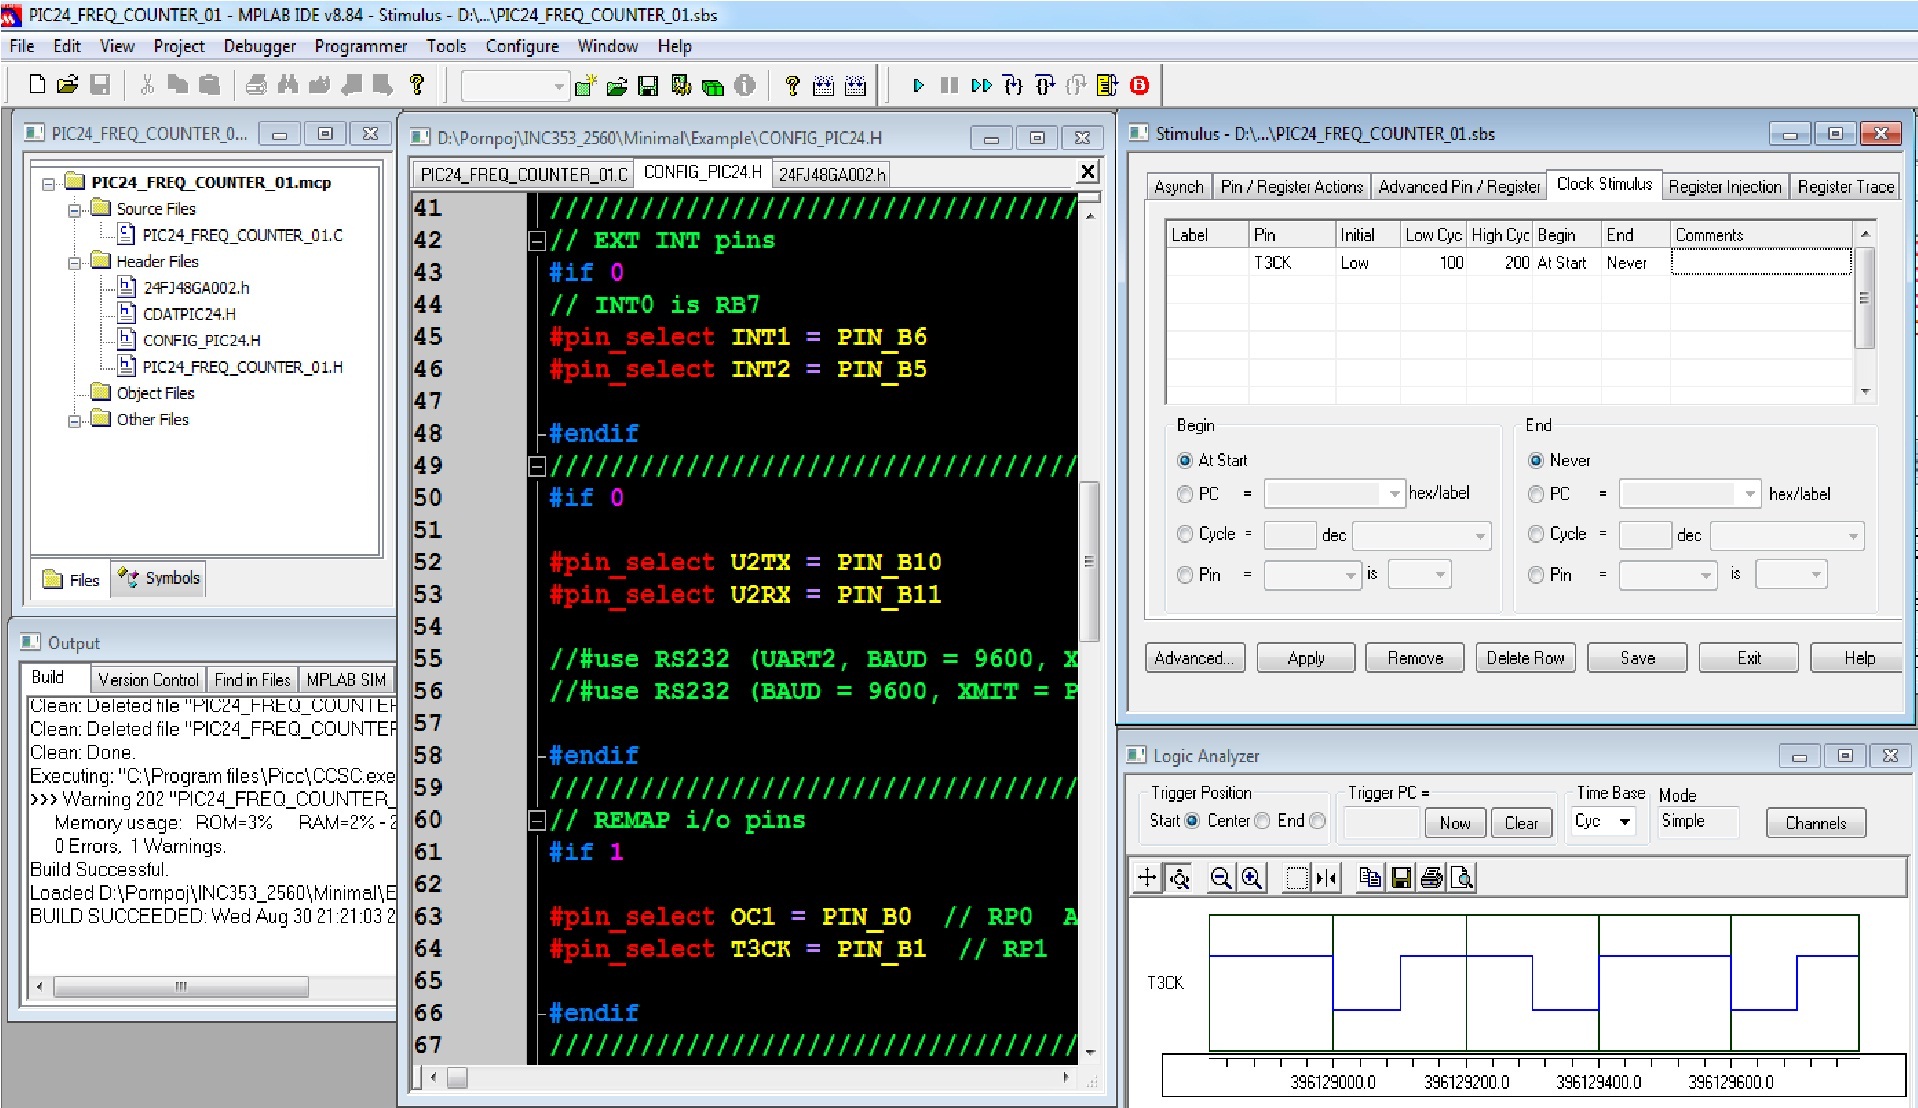 PIC24_FREQ_COUNTER_01 - MPLAB IDE v8.84 - Stimulus - D:\...\PIC24_FREQ_COUNTER_01.sbs
File Edit View Project Debugger Programmer Tools Configure Window Help
PIC24_FREQ_COUNTER_0...
PIC24_FREQ_COUNTER_01.mcp
Source Files
PIC24_FREQ_COUNTER_01.C
Header Files
24FJ48GA002.h
CDATPIC24.H
CONFIG_PIC24.H
PIC24_FREQ_COUNTER_01.H
Object Files
Other Files
Files Symbols
Output
Build Version Control Find in Files MPLAB SIM
Clean: Deleted file "PIC24_FREQ_COUNTER
Clean: Deleted file "PIC24_FREQ_COUNTER
Clean: Done.
Executing: "C:\Program files\Picc\CCSC.exe
>>> Warning 202 "PIC24_FREQ_COUNTER_
Memory usage: ROM=3% RAM=2% - 2
0 Errors, 1 Warnings.
Build Successful.
Loaded D:\Pornpoj\INC353_2560\Minimal\E
BUILD SUCCEEDED: Wed Aug 30 21:21:03 2
D:\Pornpoj\INC353_2560\Minimal\Example\CONFIG_PIC24.H
PIC24_FREQ_COUNTER_01.C CONFIG_PIC24.H 24FJ48GA002.h
41 ///////////////////////////////////
42 // EXT INT pins
43 #if 0
44 // INT0 is RB7
45 #pin_select INT1 = PIN_B6
46 #pin_select INT2 = PIN_B5
47
48 #endif
49 ///////////////////////////////////
50 #if 0
51
52 #pin_select U2TX = PIN_B10
53 #pin_select U2RX = PIN_B11
54
55 //#use RS232 (UART2, BAUD = 9600, X
56 //#use RS232 (BAUD = 9600, XMIT = P
57
58 #endif
59 ///////////////////////////////////
60 // REMAP i/o pins
61 #if 1
62
63 #pin_select OC1 = PIN_B0 // RP0 A
64 #pin_select T3CK = PIN_B1 // RP1
65
66 #endif
67 ///////////////////////////////////
Stimulus - D:\...\PIC24_FREQ_COUNTER_01.sbs
Asynch Pin / Register Actions Advanced Pin / Register Clock Stimulus Register Injection Register Trace
Label Pin Initial Low Cyc High Cyc Begin End Comments
T3CK Low 100 200 At Start Never
Begin End
At Start Never
PC = hex/label PC = hex/label
Cycle = dec Cycle = dec
Pin = is Pin = is
Advanced... Apply Remove Delete Row Save Exit Help
Logic Analyzer
Trigger Position Trigger PC = Time Base Mode
Start Center End Now Clear Cyc Simple Channels
T3CK
396129000.0 396129200.0 396129400.0 396129600.0